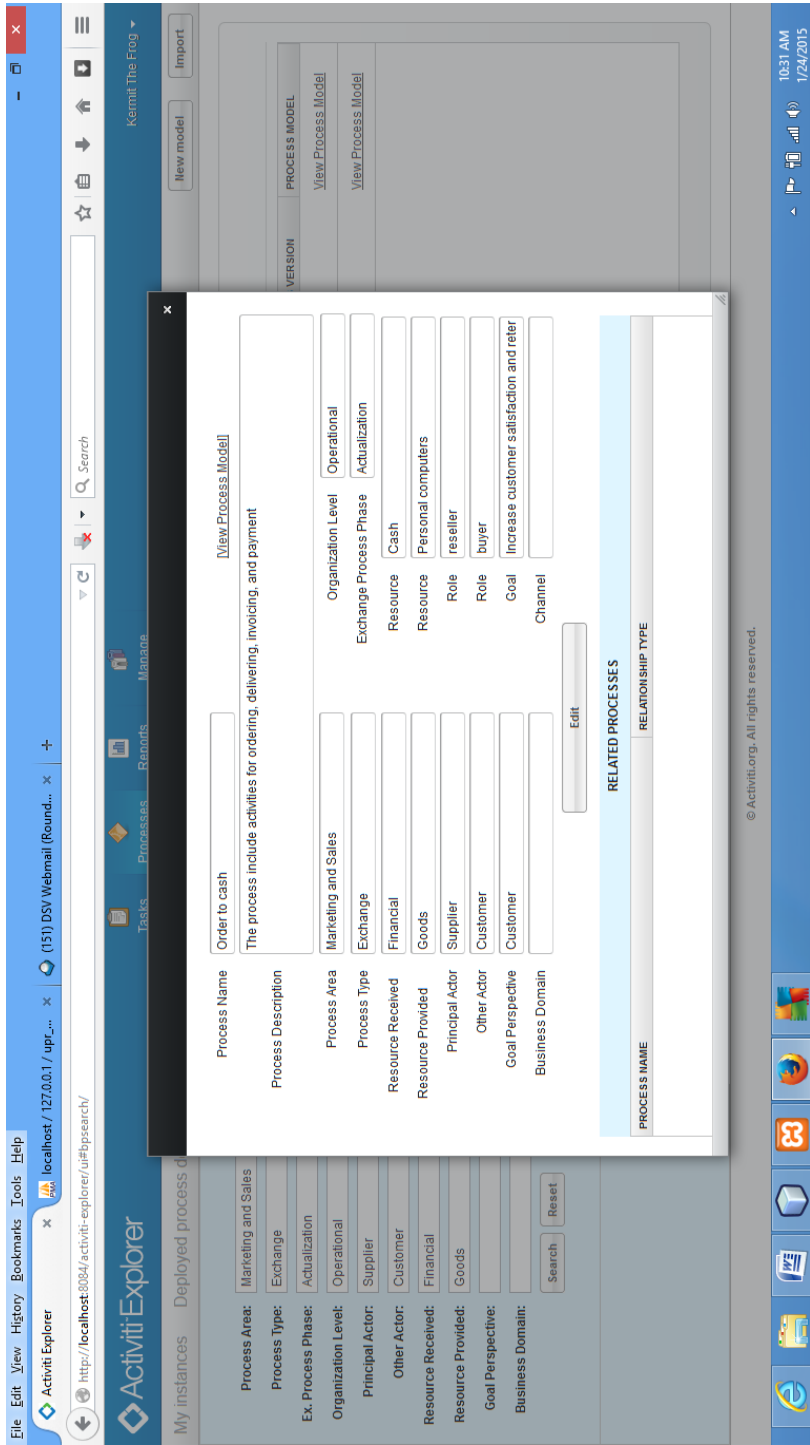 File Edit View History Bookmarks Tools Help
Activiti Explorer × localhost / 127.0.0.1 / upr_... × (151) DSV Webmail (Round... × +
http://localhost:8084/activiti-explorer/ui#bpsearch/ Search
Activiti Explorer
Tasks
Processes
Reports
Manage
Kermit The Frog
My instances Deployed process d
New model Import
Process Area: Marketing and Sales
Process Type: Exchange
Ex. Process Phase: Actualization
Organization Level: Operational
Principal Actor: Supplier
Other Actor: Customer
Resource Received: Financial
Resource Provided: Goods
Goal Perspective:
Business Domain:
Search Reset
VERSION PROCESS MODEL
View Process Model
View Process Model
×
Process Name Order to cash [View Process Model]
Process Description The process include activities for ordering, delivering, invoicing, and payment
Process Area Marketing and Sales Organization Level Operational
Process Type Exchange Exchange Process Phase Actualization
Resource Received Financial Resource Cash
Resource Provided Goods Resource Personal computers
Principal Actor Supplier Role reseller
Other Actor Customer Role buyer
Goal Perspective Customer Goal Increase customer satisfaction and reter
Business Domain Channel
Edit
RELATED PROCESSES
PROCESS NAME RELATIONSHIP TYPE
© Activiti.org. All rights reserved.
10:31 AM
1/24/2015